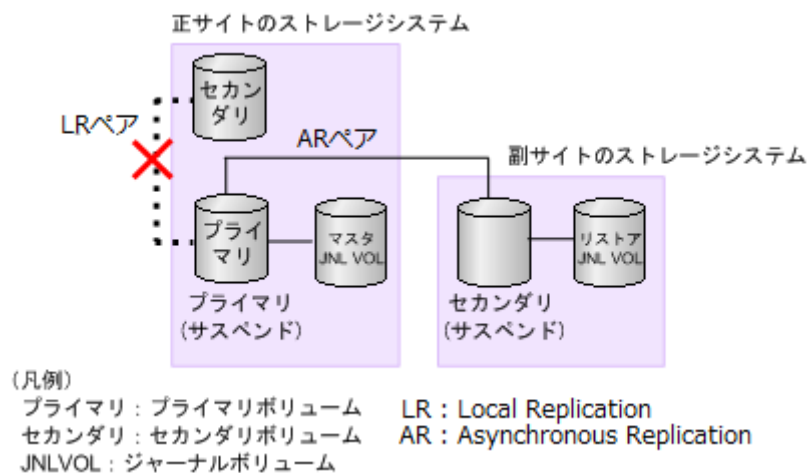 正サイトのストレージシステム
セカン
ダリ
LRペア
ARペア
副サイトのストレージシステム
プライ
マリ
マスタ
JNL VOL
リストア
JNL VOL
プライマリ
(サスペンド)
セカンダリ
(サスペンド)
(凡例)
プライマリ：プライマリボリューム
セカンダリ：セカンダリボリューム
JNLVOL：ジャーナルボリューム
LR : Local Replication
AR : Asynchronous Replication